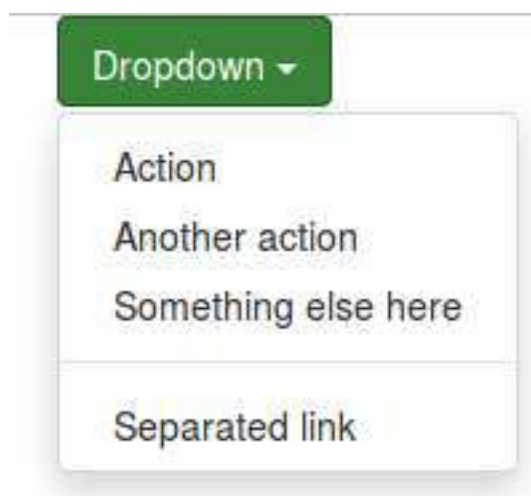 Dropdown
Action
Another action
Something else here
Separated link